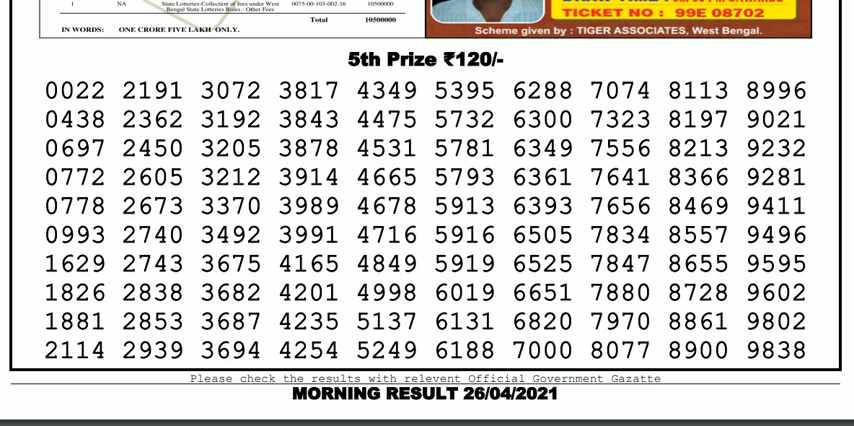 1 NA State Lotteries-Collection of fees under West 0075-00-103-002-16 10500000
Bengal State Lotteries Rules - Other Fees
Total 10500000
IN WORDS: ONE CRORE FIVE LAKH ONLY.
TICKET NO : 99E 08702
Scheme given by : TIGER ASSOCIATES, West Bengal.
5th Prize ₹120/-
0022 2191 3072 3817 4349 5395 6288 7074 8113 8996
0438 2362 3192 3843 4475 5732 6300 7323 8197 9021
0697 2450 3205 3878 4531 5781 6349 7556 8213 9232
0772 2605 3212 3914 4665 5793 6361 7641 8366 9281
0778 2673 3370 3989 4678 5913 6393 7656 8469 9411
0993 2740 3492 3991 4716 5916 6505 7834 8557 9496
1629 2743 3675 4165 4849 5919 6525 7847 8655 9595
1826 2838 3682 4201 4998 6019 6651 7880 8728 9602
1881 2853 3687 4235 5137 6131 6820 7970 8861 9802
2114 2939 3694 4254 5249 6188 7000 8077 8900 9838
Please check the results with relevent Official Government Gazatte
MORNING RESULT 26/04/2021